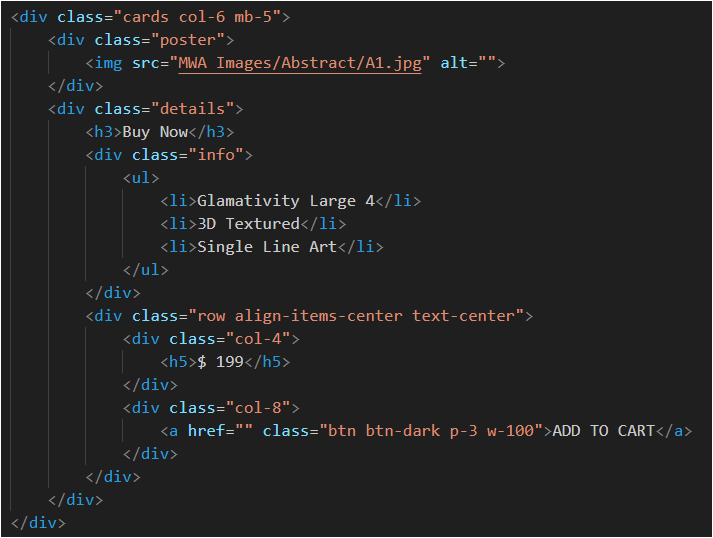 <div class="cards col-6 mb-5">
<div class="poster">
<img src="MWA Images/Abstract/A1.jpg" alt="">
</div>
<div class="details">
<h3>Buy Now</h3>
<div class="info">
<ul>
<li>Glamativity Large 4</li>
<li>3D Textured</li>
<li>Single Line Art</li>
</ul>
</div>
<div class="row align-items-center text-center">
<div class="col-4">
<h5>$ 199</h5>
</div>
<div class="col-8">
<a href="" class="btn btn-dark p-3 w-100">ADD TO CART</a>
</div>
</div>
</div>
</div>